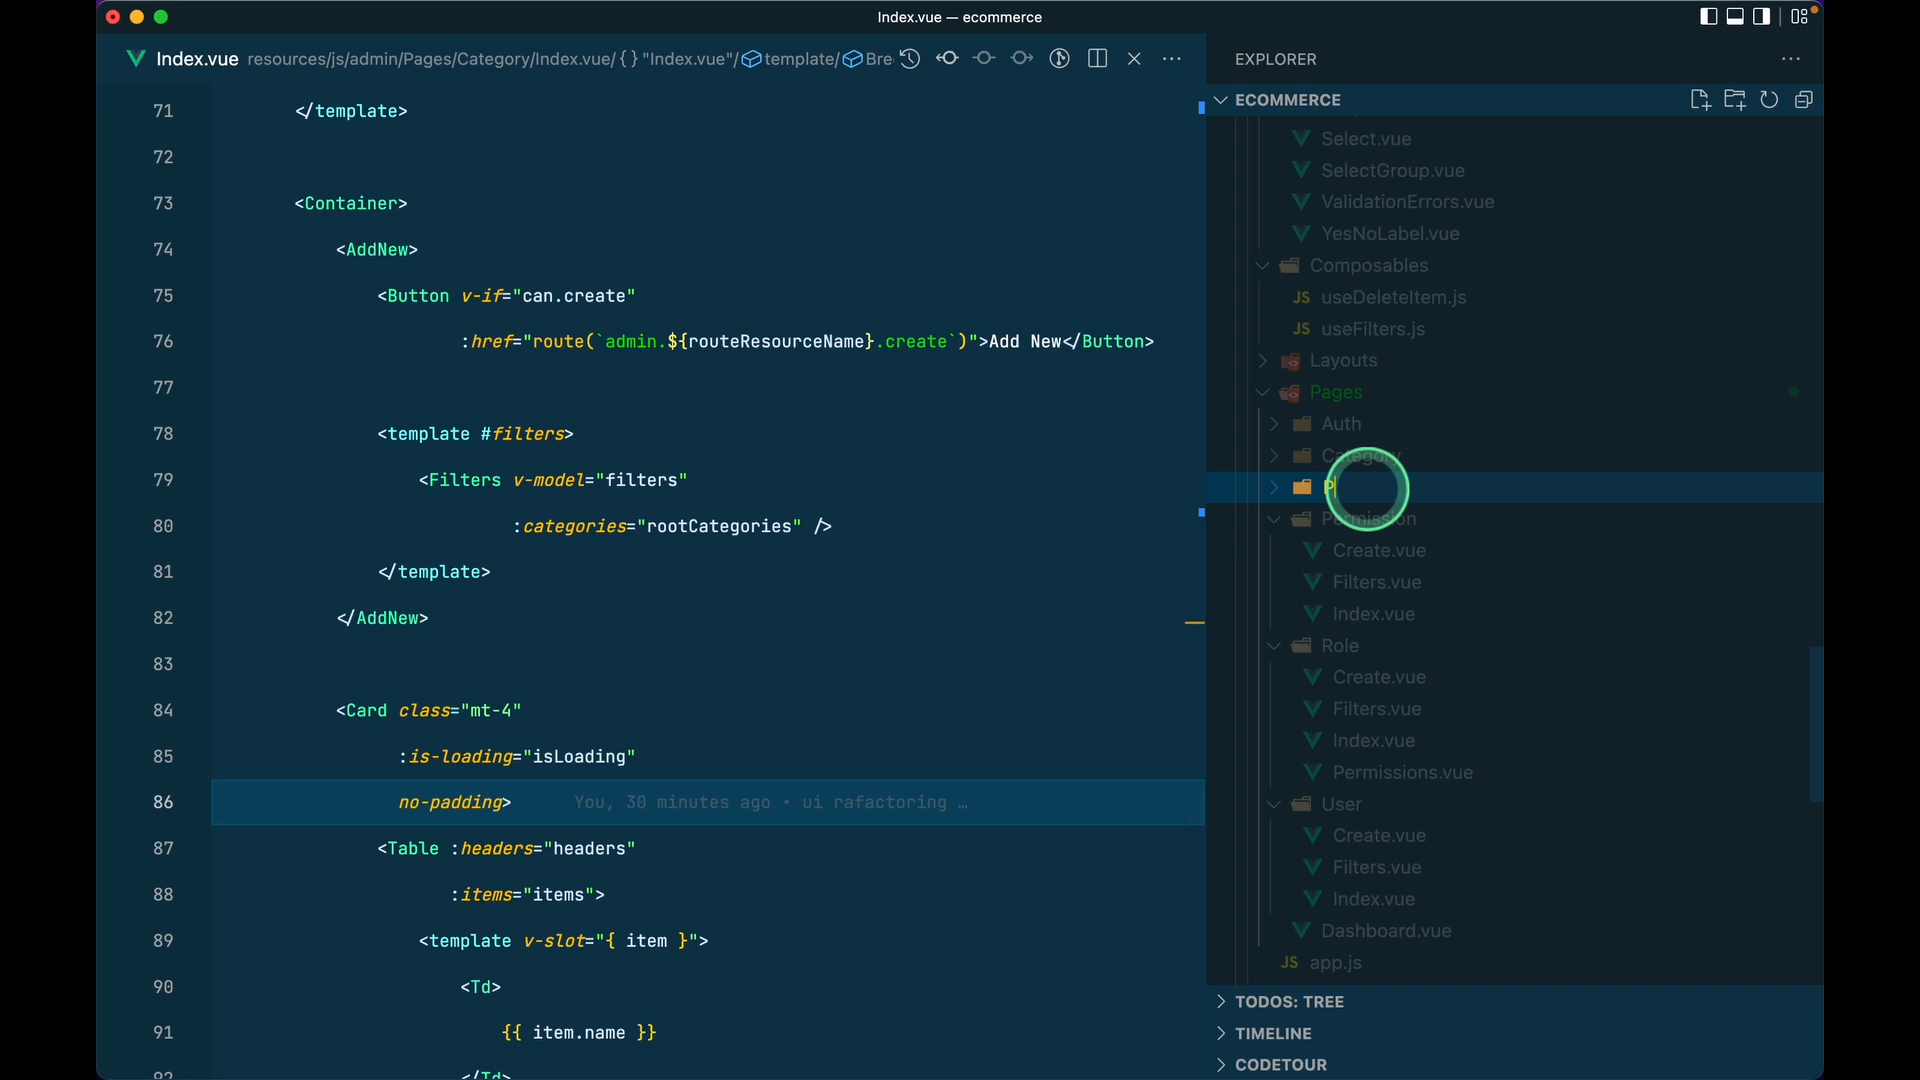 Index.vue — ecommerce
Index.vue resources/js/admin/Pages/Category/Index.vue/{} "Index.vue"/template/Bre
71 </template>
72
73 <Container>
74 <AddNew>
75 <Button v-if="can.create"
76 :href="route(`admin.${routeResourceName}.create`)">Add New</Button>
77
78 <template #filters>
79 <Filters v-model="filters"
80 :categories="rootCategories" />
81 </template>
82 </AddNew>
83
84 <Card class="mt-4"
85 :is-loading="isLoading"
86 no-padding> You, 30 minutes ago • ui rafactoring …
87 <Table :headers="headers"
88 :items="items">
89 <template v-slot="{ item }">
90 <Td>
91 {{ item.name }}
92 </Td>
EXPLORER
ECOMMERCE
Select.vue
SelectGroup.vue
ValidationErrors.vue
YesNoLabel.vue
Composables
JS useDeleteItem.js
JS useFilters.js
Layouts
Pages
Auth
Category
P
Permission
Create.vue
Filters.vue
Index.vue
Role
Create.vue
Filters.vue
Index.vue
Permissions.vue
User
Create.vue
Filters.vue
Index.vue
Dashboard.vue
JS app.js
TODOS: TREE
TIMELINE
CODETOUR